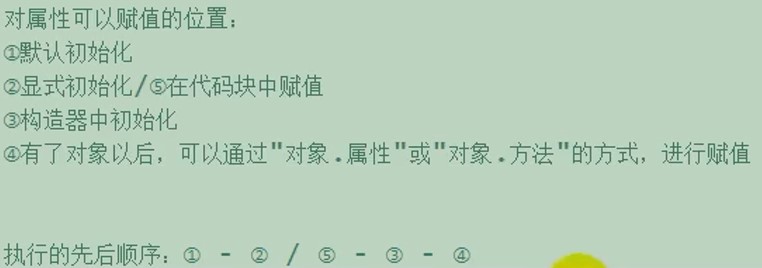 对属性可以赋值的位置：
①默认初始化
②显式初始化/⑤在代码块中赋值
③构造器中初始化
④有了对象以后，可以通过"对象.属性"或"对象.方法"的方式，进行赋值
执行的先后顺序：① - ② / ⑤ - ③ - ④